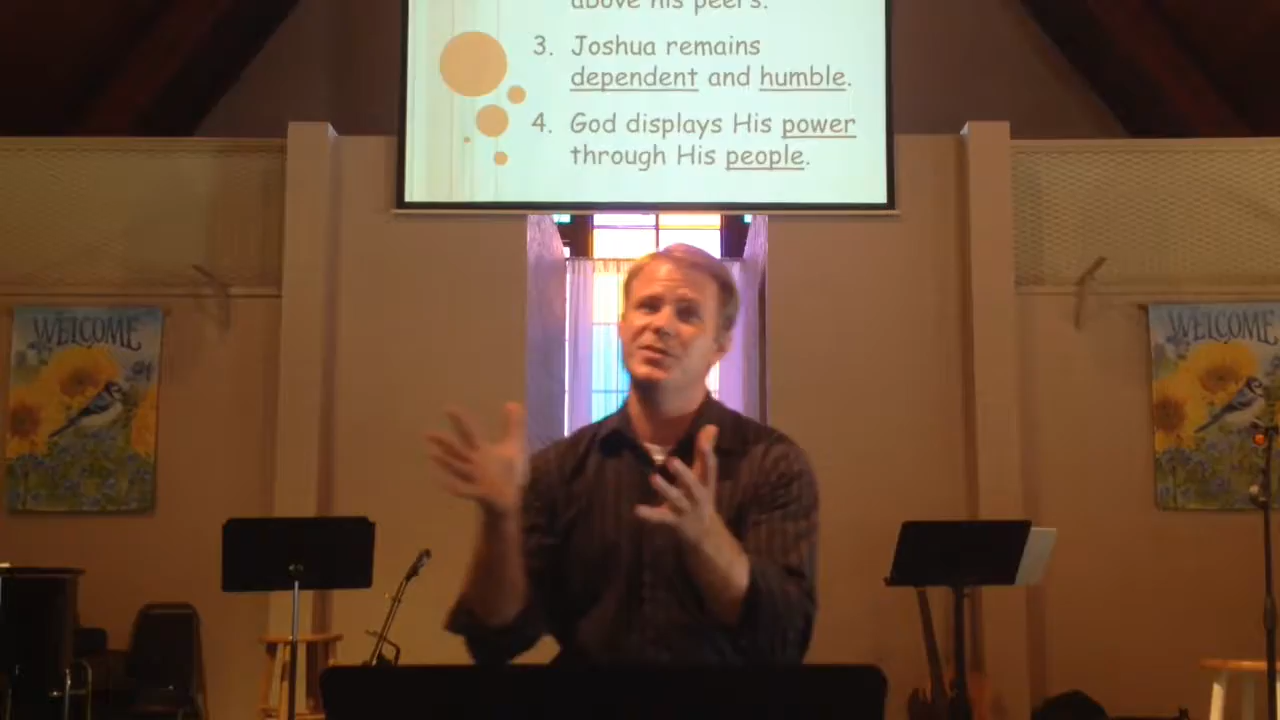 above his peers.
3. Joshua remains
dependent and humble.
4. God displays His power
through His people.
WELCOME
WELCOME